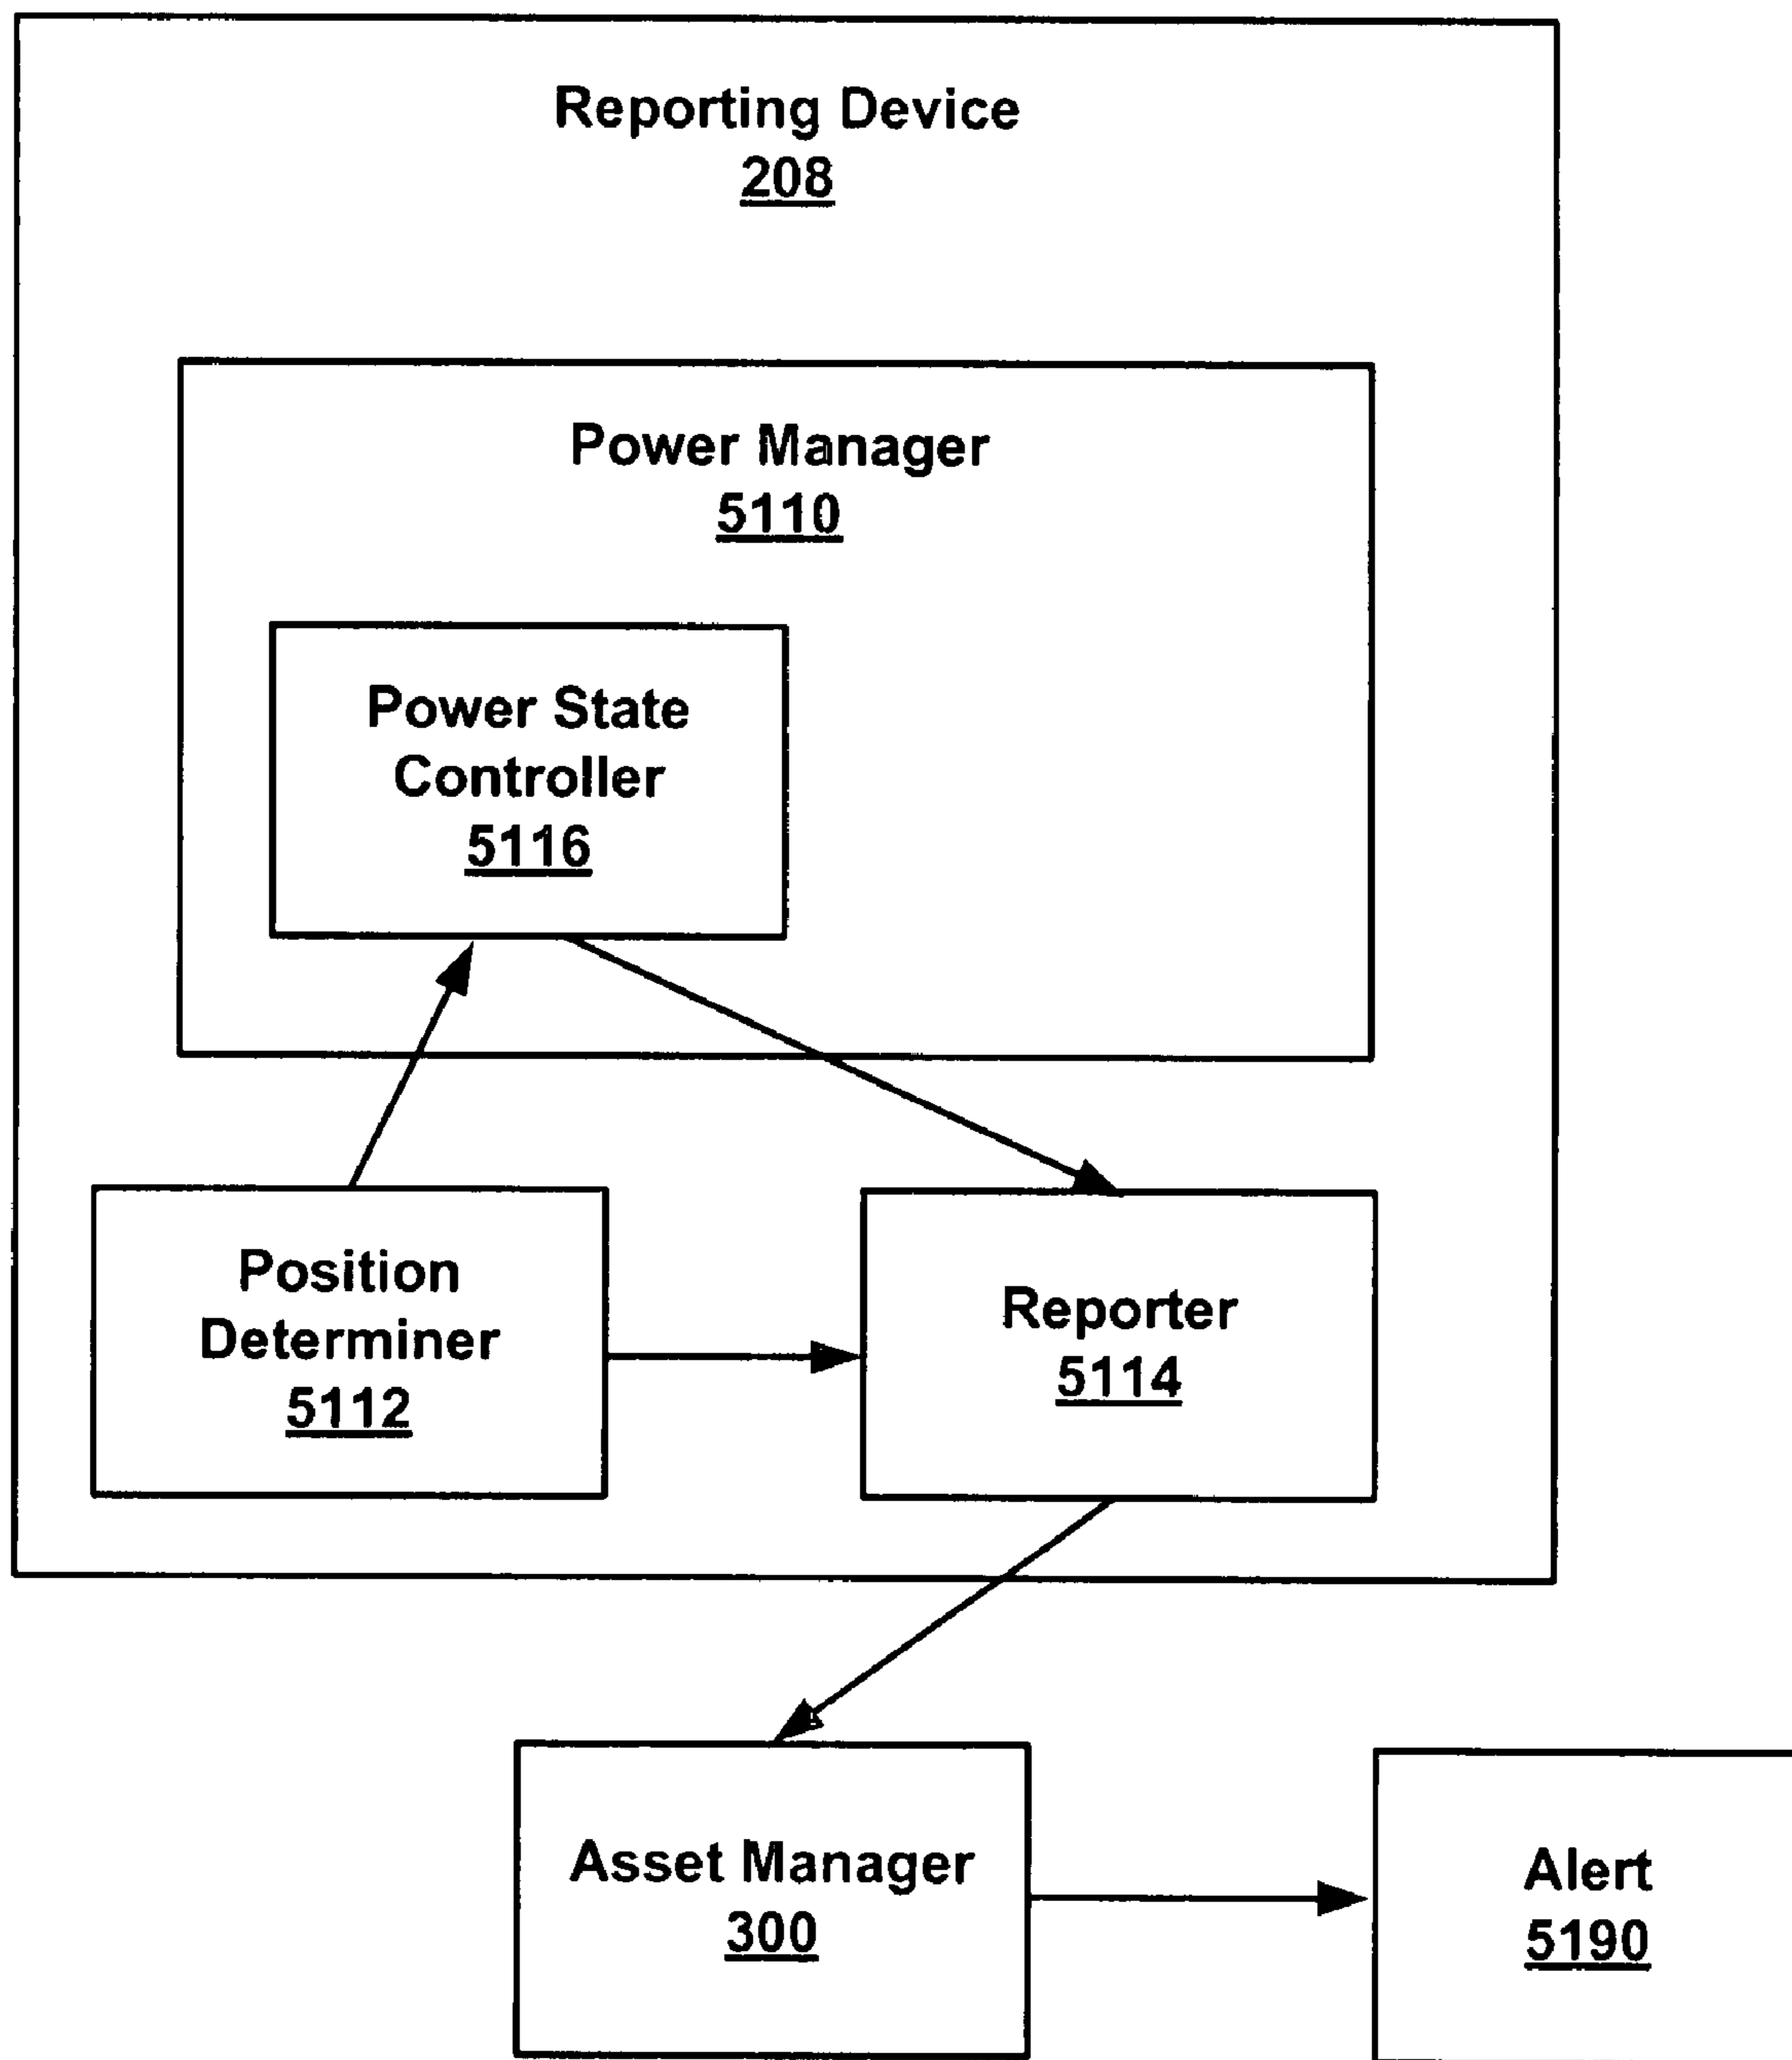 Reporting Device
208
Power Manager
5110
Power State
Controller
5116
Position
Determiner
5112
Reporter
5114
Asset Manager
300
Alert
5190